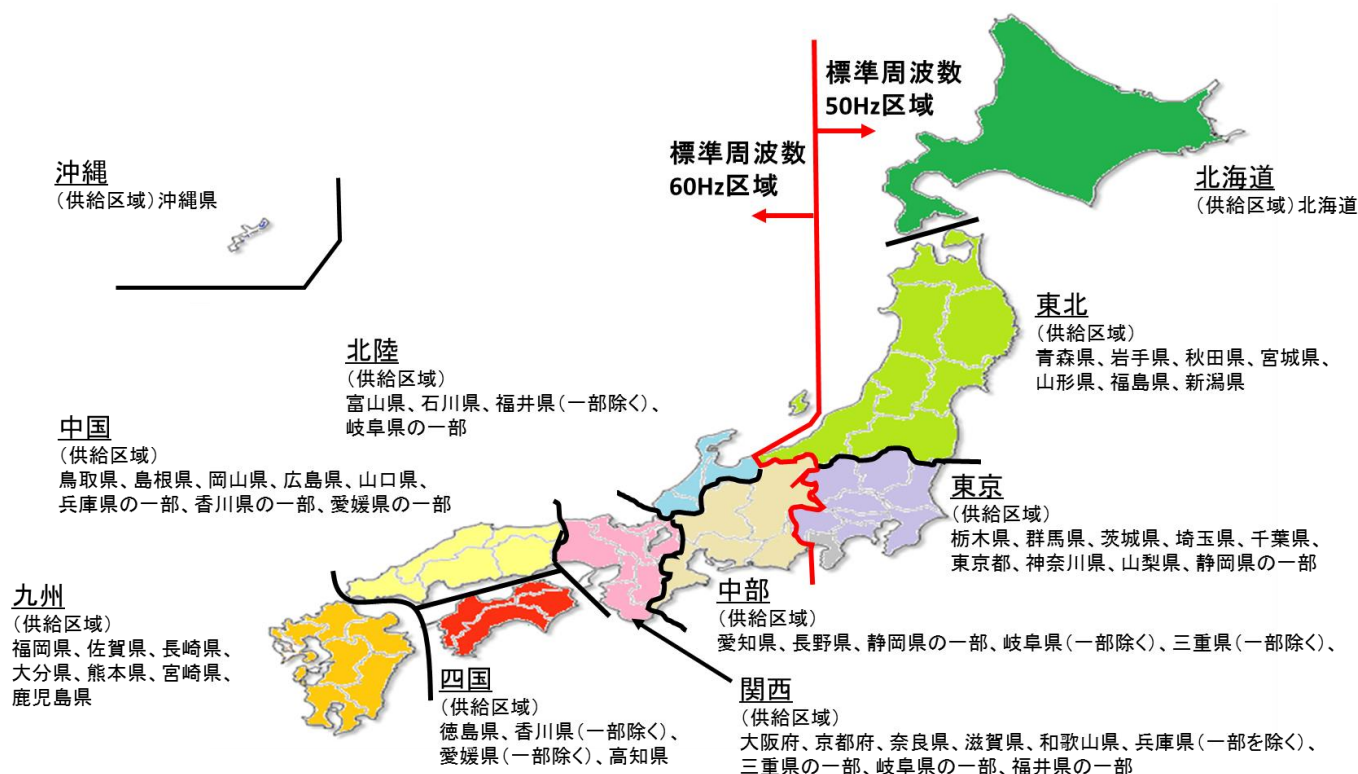 標準周波数
50Hz区域
標準周波数
60Hz区域
沖縄
(供給区域)沖縄県
北海道
(供給区域)北海道
東北
(供給区域)
青森県、岩手県、秋田県、宮城県、
山形県、福島県、新潟県
北陸
(供給区域)
富山県、石川県、福井県(一部除く)、
岐阜県の一部
中国
(供給区域)
鳥取県、島根県、岡山県、広島県、山口県、
兵庫県の一部、香川県の一部、愛媛県の一部
東京
(供給区域)
栃木県、群馬県、茨城県、埼玉県、千葉県、
東京都、神奈川県、山梨県、静岡県の一部
九州
(供給区域)
福岡県、佐賀県、長崎県、
大分県、熊本県、宮崎県、
鹿児島県
中部
(供給区域)
愛知県、長野県、静岡県の一部、岐阜県(一部除く)、三重県(一部除く)、
四国
(供給区域)
徳島県、香川県(一部除く)、
愛媛県(一部除く)、高知県
関西
(供給区域)
大阪府、京都府、奈良県、滋賀県、和歌山県、兵庫県(一部を除く)、
三重県の一部、岐阜県の一部、福井県の一部